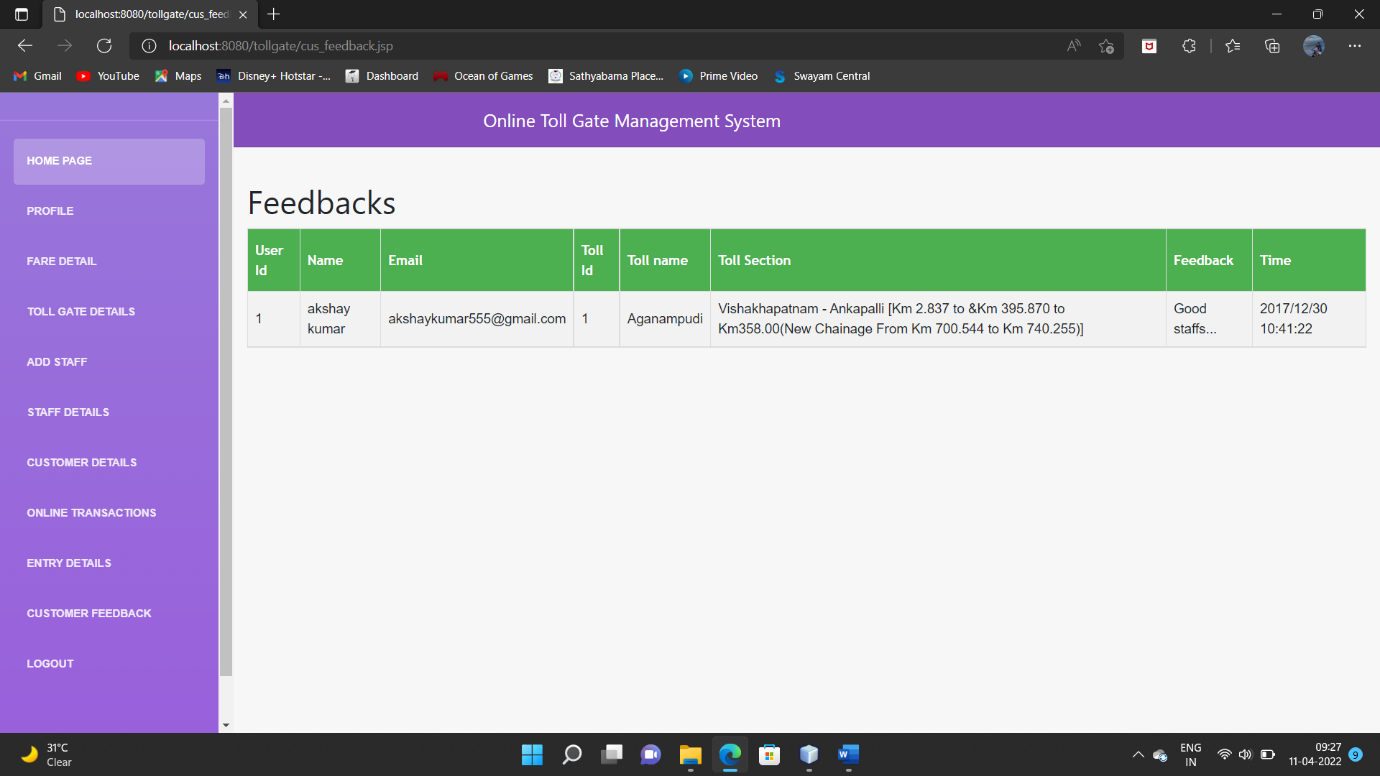 localhost:8080/tollgate/cus_feed
localhost:8080/tollgate/cus_feedback.jsp
Gmail YouTube Maps Disney+ Hotstar -... Dashboard Ocean of Games Sathyabama Place... Prime Video Swayam Central
Online Toll Gate Management System
HOME PAGE
PROFILE
FARE DETAIL
TOLL GATE DETAILS
ADD STAFF
STAFF DETAILS
CUSTOMER DETAILS
ONLINE TRANSACTIONS
ENTRY DETAILS
CUSTOMER FEEDBACK
LOGOUT
Feedbacks
User Id Name Email Toll Id Toll name Toll Section Feedback Time
1 akshay kumar akshaykumar555@gmail.com 1 Aganampudi Vishakhapatnam - Ankapalli [Km 2.837 to &Km 395.870 to Km358.00(New Chainage From Km 700.544 to Km 740.255)] Good staffs... 2017/12/30 10:41:22
31°C
Clear
ENG
IN
09:27
11-04-2022
9